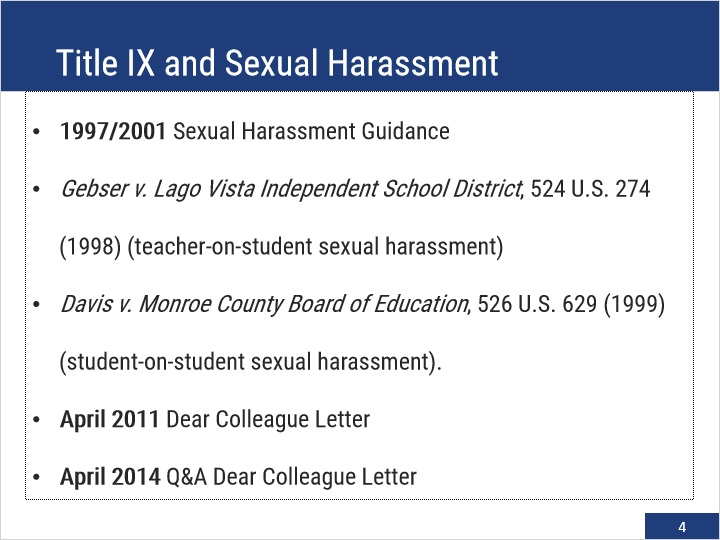 Title IX and Sexual Harassment
• 1997/2001 Sexual Harassment Guidance
• Gebser v. Lago Vista Independent School District, 524 U.S. 274
(1998) (teacher-on-student sexual harassment)
• Davis v. Monroe County Board of Education, 526 U.S. 629 (1999)
(student-on-student sexual harassment).
• April 2011 Dear Colleague Letter
• April 2014 Q&A Dear Colleague Letter
4